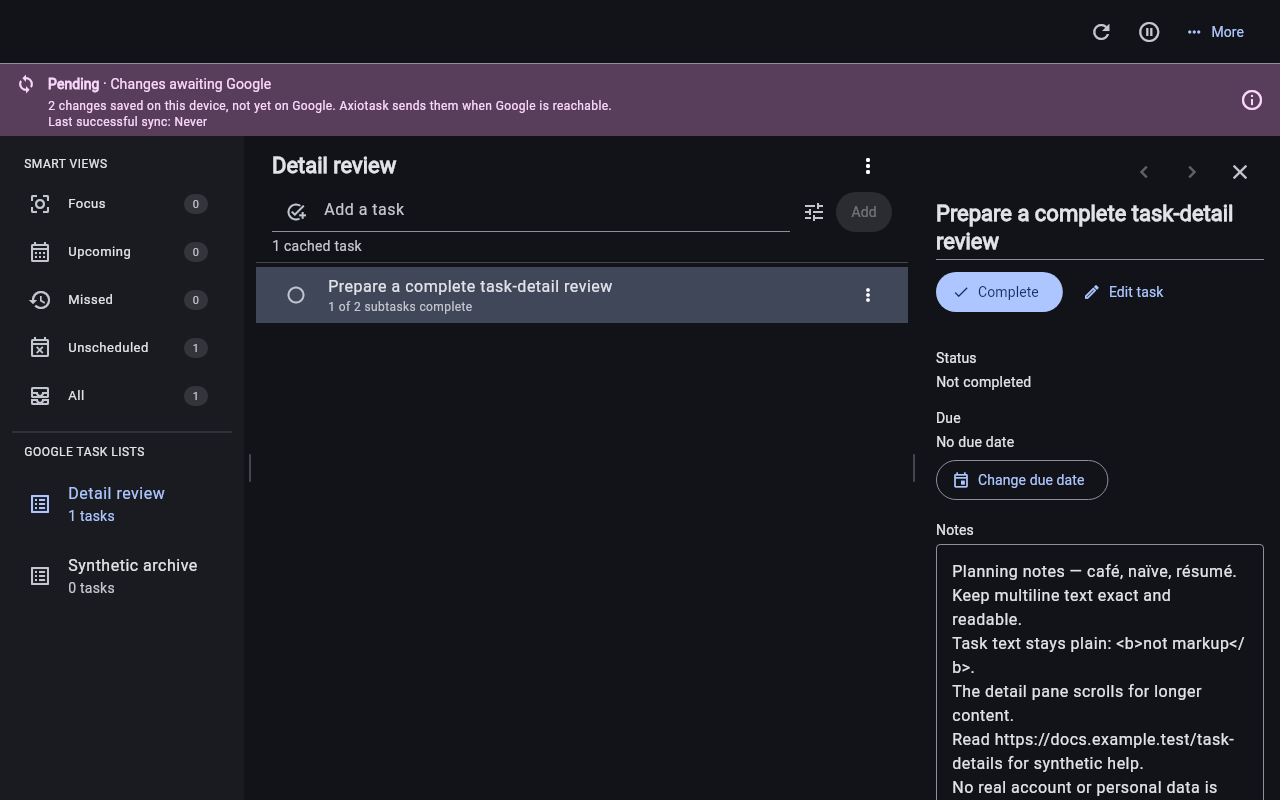 More
Pending · Changes awaiting Google
2 changes saved on this device, not yet on Google. Axiotask sends them when Google is reachable.
Last successful sync: Never
SMART VIEWS
Focus 0
Upcoming 0
Missed 0
Unscheduled 1
All 1
GOOGLE TASK LISTS
Detail review
1 tasks
Synthetic archive
0 tasks
Detail review
Add a task
Add
1 cached task
Prepare a complete task-detail review
1 of 2 subtasks complete
Prepare a complete task-detail
review
Complete
Edit task
Status
Not completed
Due
No due date
Change due date
Notes
Planning notes — café, naïve, résumé.
Keep multiline text exact and
readable.
Task text stays plain: <b>not markup</
b>.
The detail pane scrolls for longer
content.
Read https://docs.example.test/task-
details for synthetic help.
No real account or personal data is